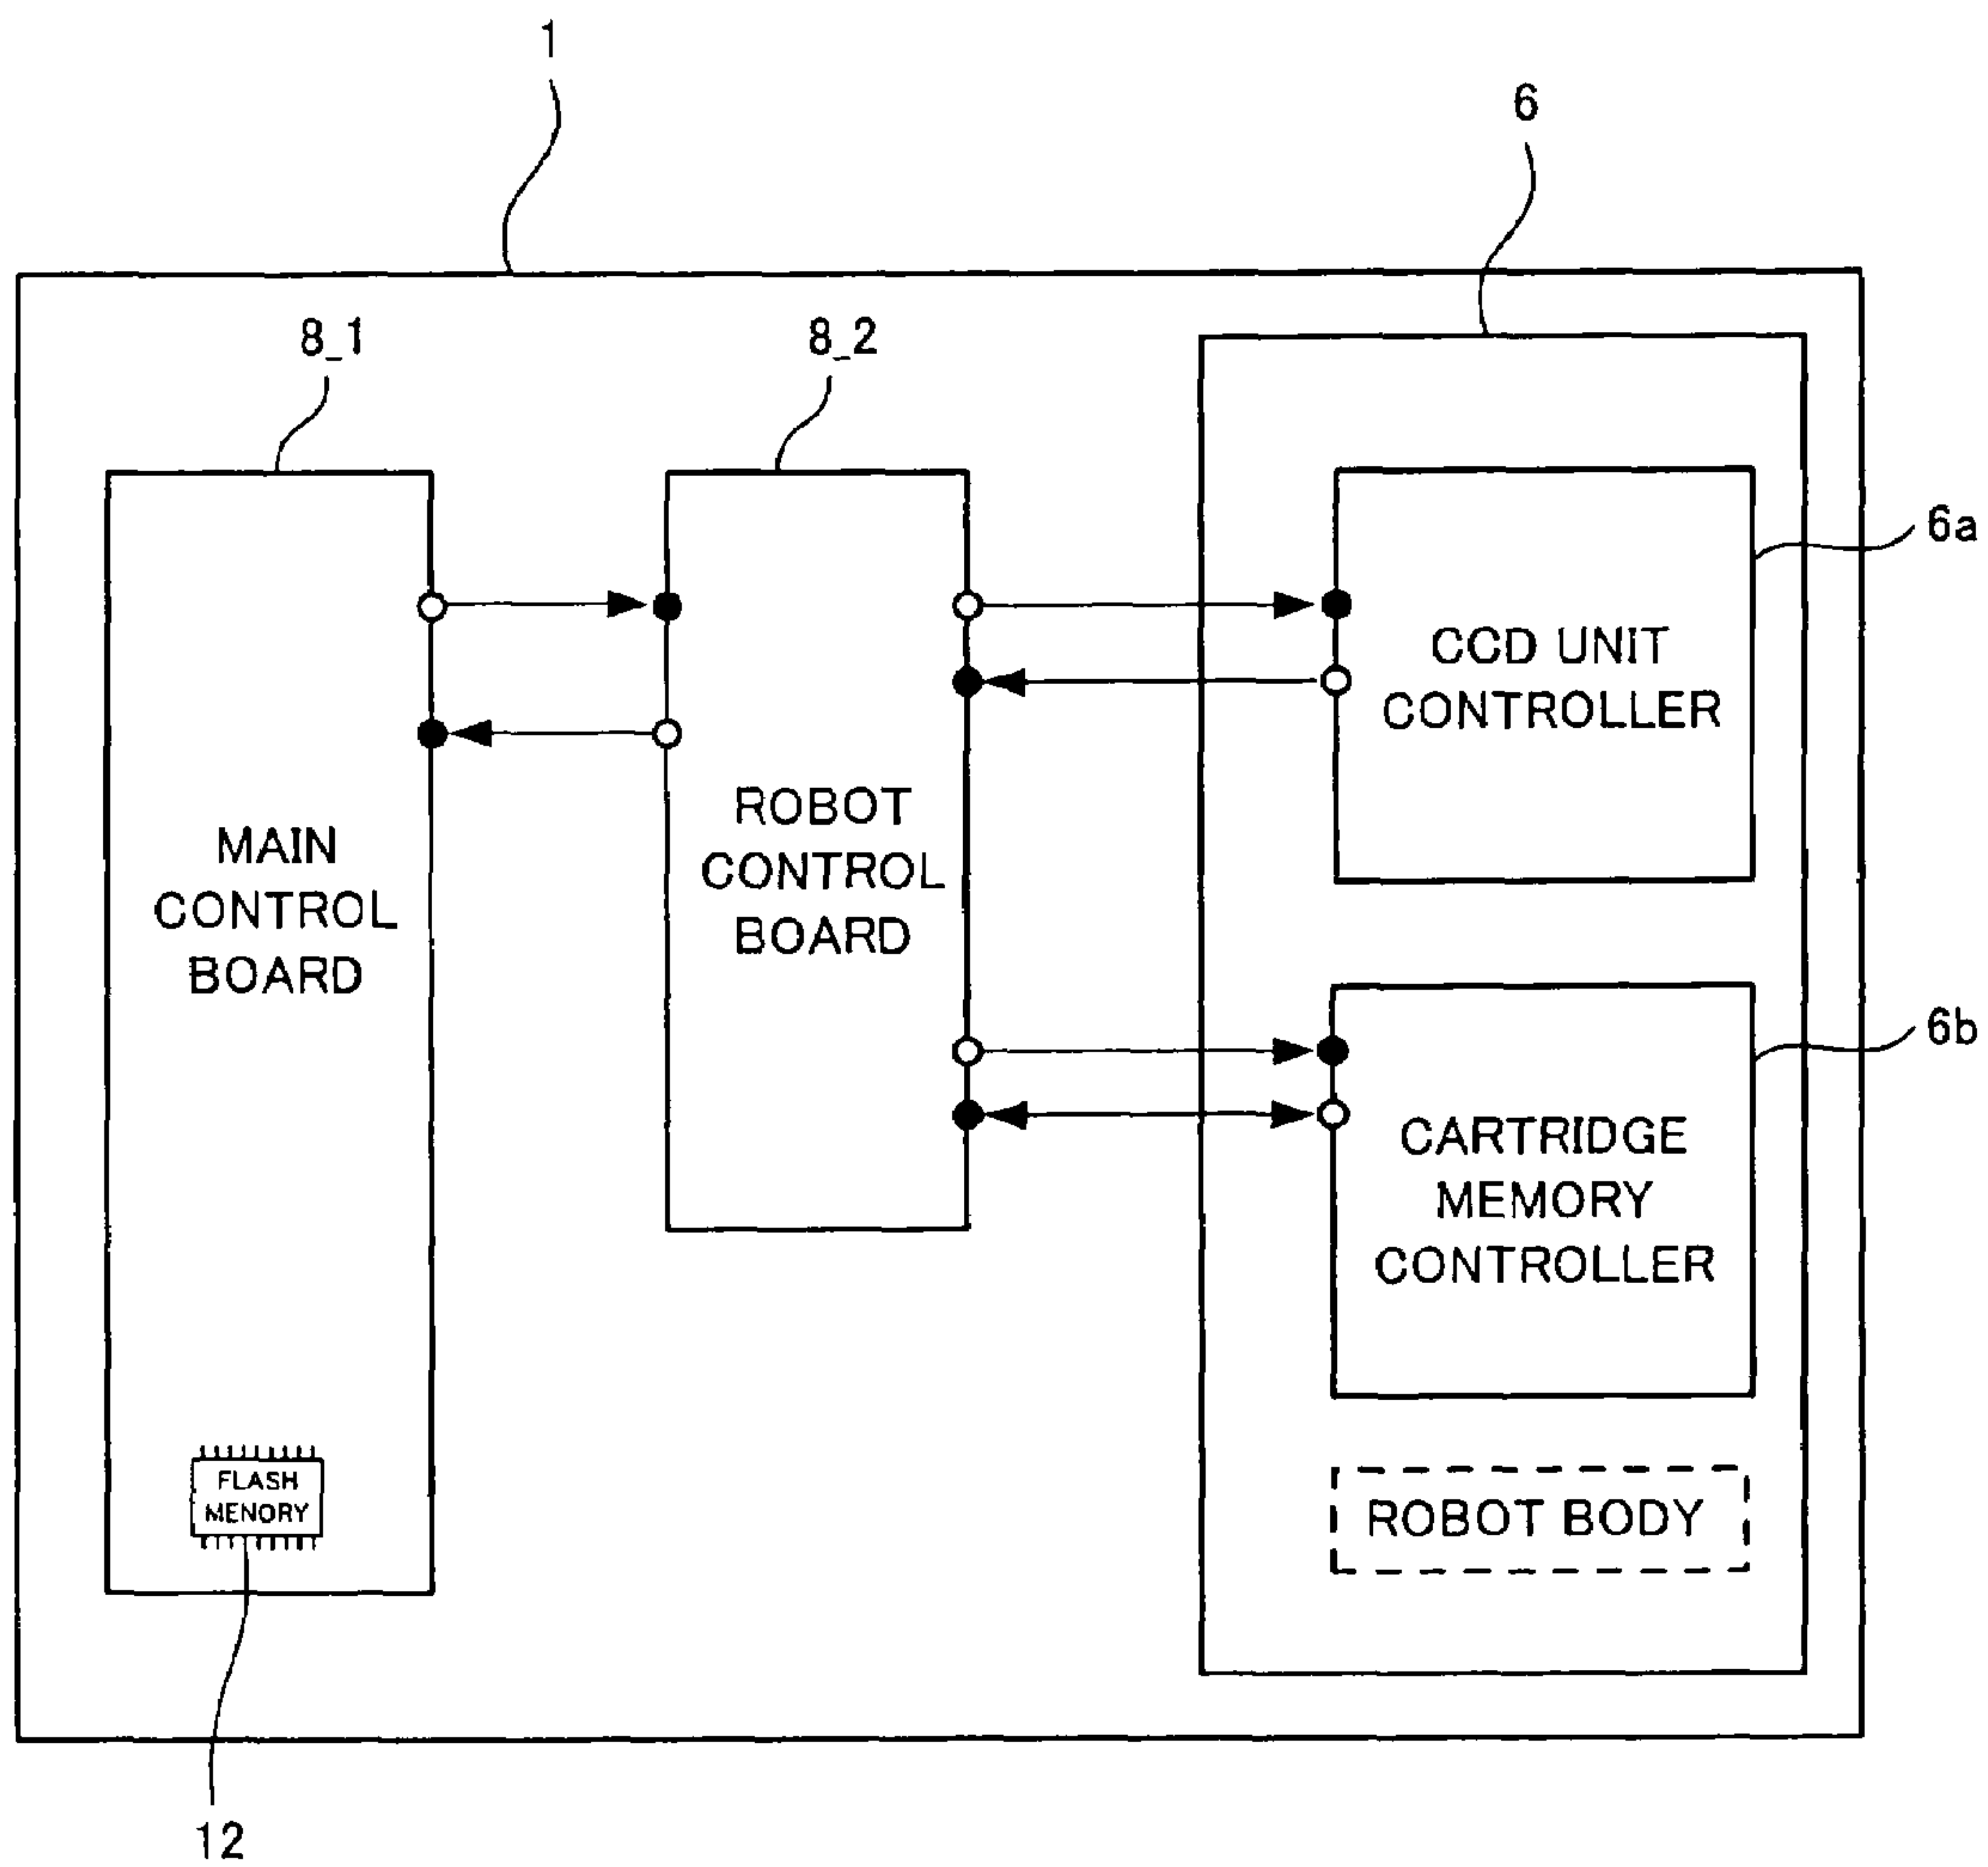 1
6
8_1
8_2
6a
CCD UNIT
CONTROLLER
ROBOT
CONTROL
BOARD
MAIN
CONTROL
BOARD
6b
CARTRIDGE
MEMORY
CONTROLLER
FLASH
MENORY
ROBOT BODY
12